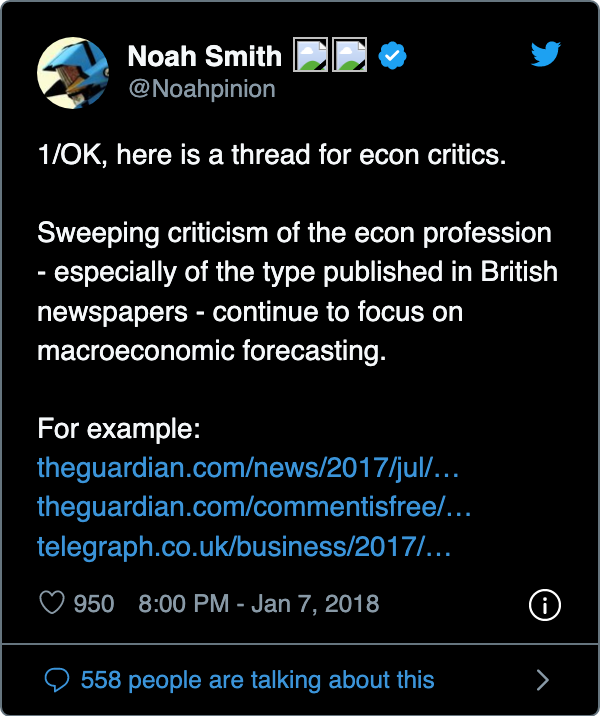 Noah Smith
@Noahpinion
1/OK, here is a thread for econ critics.
Sweeping criticism of the econ profession
- especially of the type published in British
newspapers - continue to focus on
macroeconomic forecasting.
For example:
theguardian.com/news/2017/jul/…
theguardian.com/commentisfree/…
telegraph.co.uk/business/2017/…
950 8:00 PM - Jan 7, 2018
558 people are talking about this